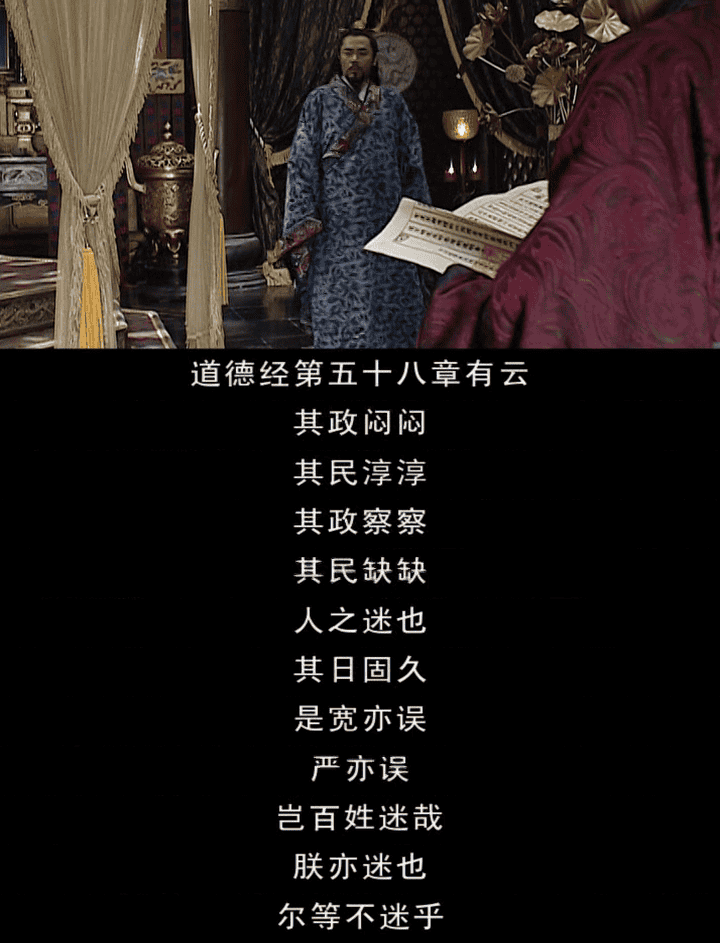 道德经第五十八章有云
其政闷闷
其民淳淳
其政察察
其民缺缺
人之迷也
其日固久
是宽亦误
严亦误
岂百姓迷哉
朕亦迷也
尔等不迷乎